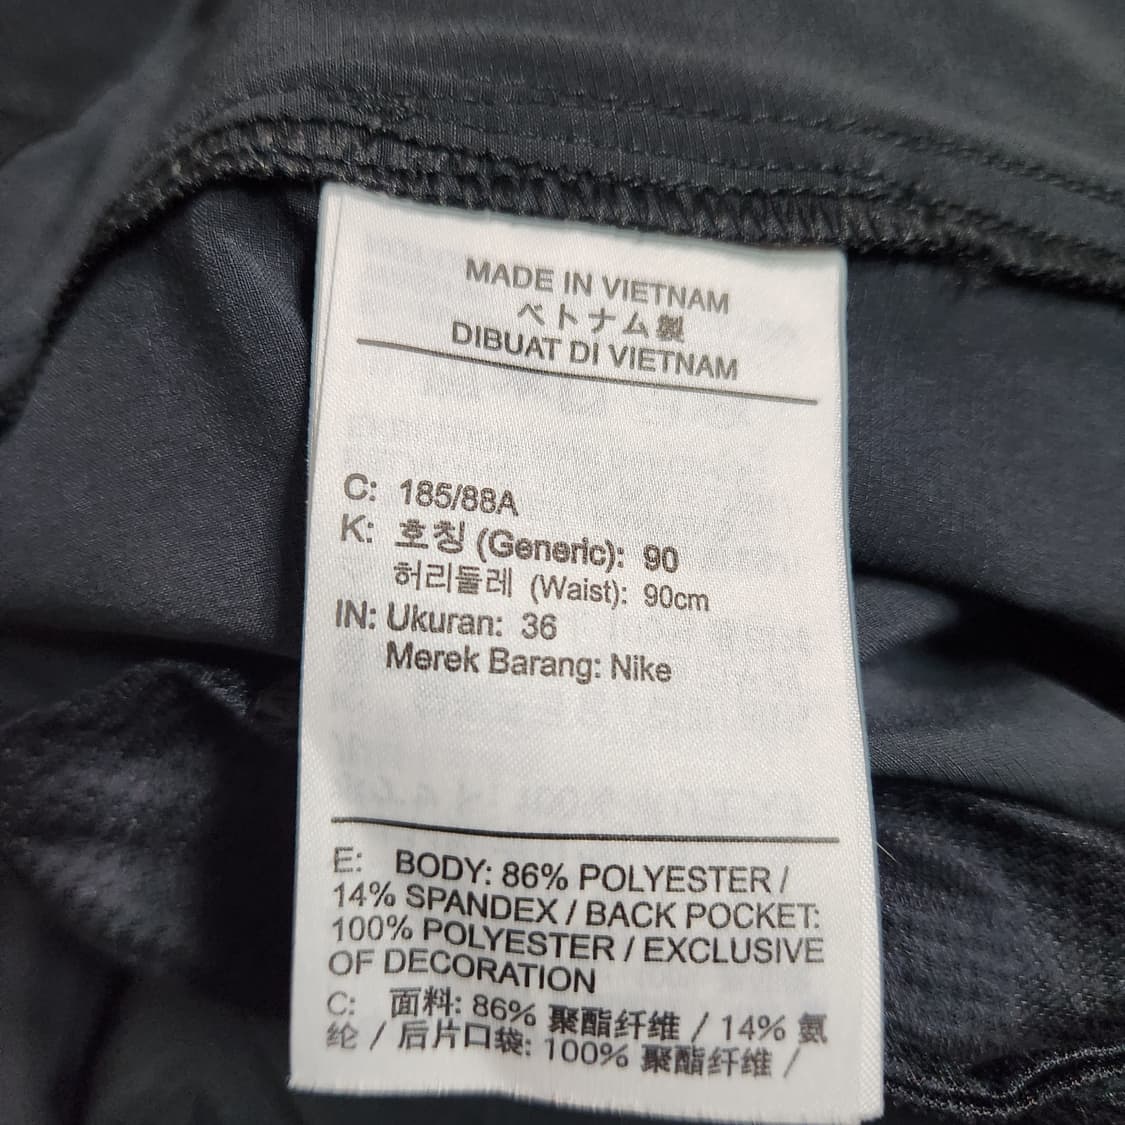 MADE IN VIETNAM
ベトナム製
DIBUAT DI VIETNAM
C: 185/88A
K: 호칭 (Generic): 90
허리둘레 (Waist): 90cm
IN: Ukuran: 36
Merek Barang: Nike
E: BODY: 86% POLYESTER /
14% SPANDEX / BACK POCKET:
100% POLYESTER / EXCLUSIVE
OF DECORATION
C: 面料: 86% 聚酯纤维 / 14% 氨
纶 / 后片口袋: 100% 聚酯纤维 /